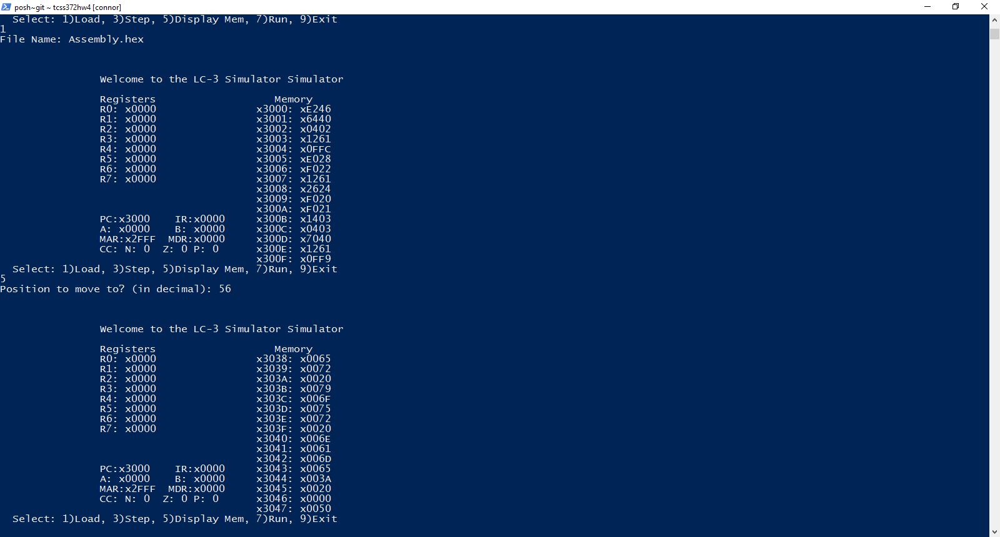 posh~git ~ tcss372hw4 [connor]
Select: 1)Load, 3)Step, 5)Display Mem, 7)Run, 9)Exit
1
File Name: Assembly.hex
Welcome to the LC-3 Simulator Simulator
Registers Memory
R0: x0000 x3000: xE246
R1: x0000 x3001: x6440
R2: x0000 x3002: x0402
R3: x0000 x3003: x1261
R4: x0000 x3004: x0FFC
R5: x0000 x3005: xE028
R6: x0000 x3006: xF022
R7: x0000 x3007: x1261
x3008: x2624
x3009: xF020
x300A: xF021
PC:x3000 IR:x0000 x300B: x1403
A: x0000 B: x0000 x300C: x0403
MAR:x2FFF MDR:x0000 x300D: x7040
CC: N: 0 Z: 0 P: 0 x300E: x1261
x300F: x0FF9
Select: 1)Load, 3)Step, 5)Display Mem, 7)Run, 9)Exit
5
Position to move to? (in decimal): 56
Welcome to the LC-3 Simulator Simulator
Registers Memory
R0: x0000 x3038: x0065
R1: x0000 x3039: x0072
R2: x0000 x303A: x0020
R3: x0000 x303B: x0079
R4: x0000 x303C: x006F
R5: x0000 x303D: x0075
R6: x0000 x303E: x0072
R7: x0000 x303F: x0020
x3040: x006E
x3041: x0061
x3042: x006D
PC:x3000 IR:x0000 x3043: x0065
A: x0000 B: x0000 x3044: x003A
MAR:x2FFF MDR:x0000 x3045: x0020
CC: N: 0 Z: 0 P: 0 x3046: x0000
x3047: x0050
Select: 1)Load, 3)Step, 5)Display Mem, 7)Run, 9)Exit